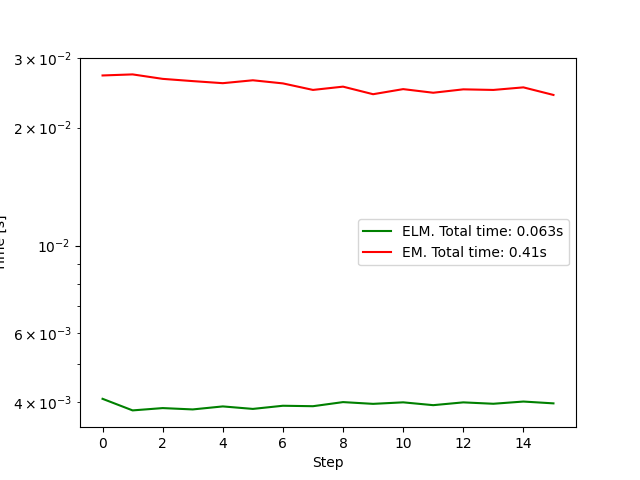 3 × 10⁻²
2 × 10⁻²
10⁻²
6 × 10⁻³
4 × 10⁻³
ELM. Total time: 0.063s
EM. Total time: 0.41s
0 2 4 6 8 10 12 14
Step